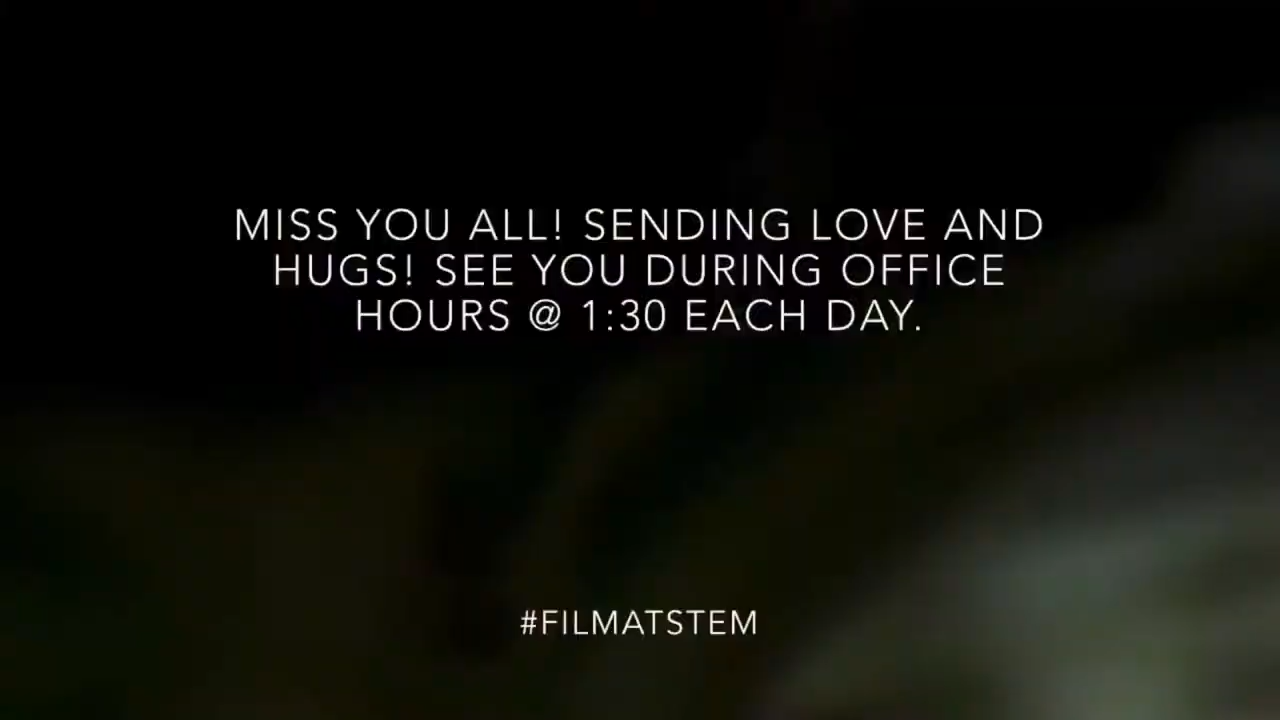 MISS YOU ALL! SENDING LOVE AND
HUGS! SEE YOU DURING OFFICE
HOURS @ 1:30 EACH DAY.
#FILMATSTEM